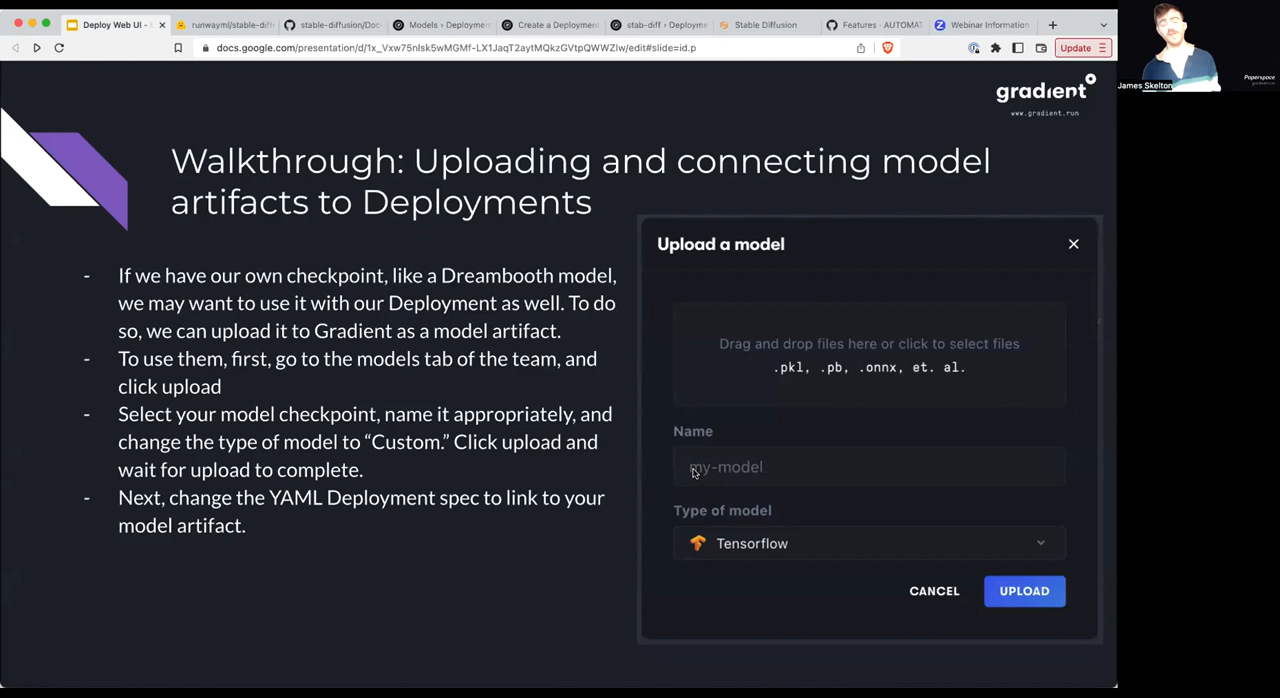 Deploy Web UI -
runwayml/stable-diff
stable-diffusion/Doc
Models › Deploymen
Create a Deploymen
stab-diff › Deployme
Stable Diffusion
Features · AUTOMAT
Webinar Information
docs.google.com/presentation/d/1x_Vxw75nlsk5wMGMf-LX1JaqT2aytMQkzGVtpQWWZlw/edit#slide=id.p
Update
James Skelton
Paperspace
gradient
www.gradient.run
Walkthrough: Uploading and connecting model
artifacts to Deployments
- If we have our own checkpoint, like a Dreambooth model,
we may want to use it with our Deployment as well. To do
so, we can upload it to Gradient as a model artifact.
- To use them, first, go to the models tab of the team, and
click upload
- Select your model checkpoint, name it appropriately, and
change the type of model to “Custom.” Click upload and
wait for upload to complete.
- Next, change the YAML Deployment spec to link to your
model artifact.
Upload a model
Drag and drop files here or click to select files
.pkl, .pb, .onnx, et. al.
Name
my-model
Type of model
Tensorflow
CANCEL
UPLOAD